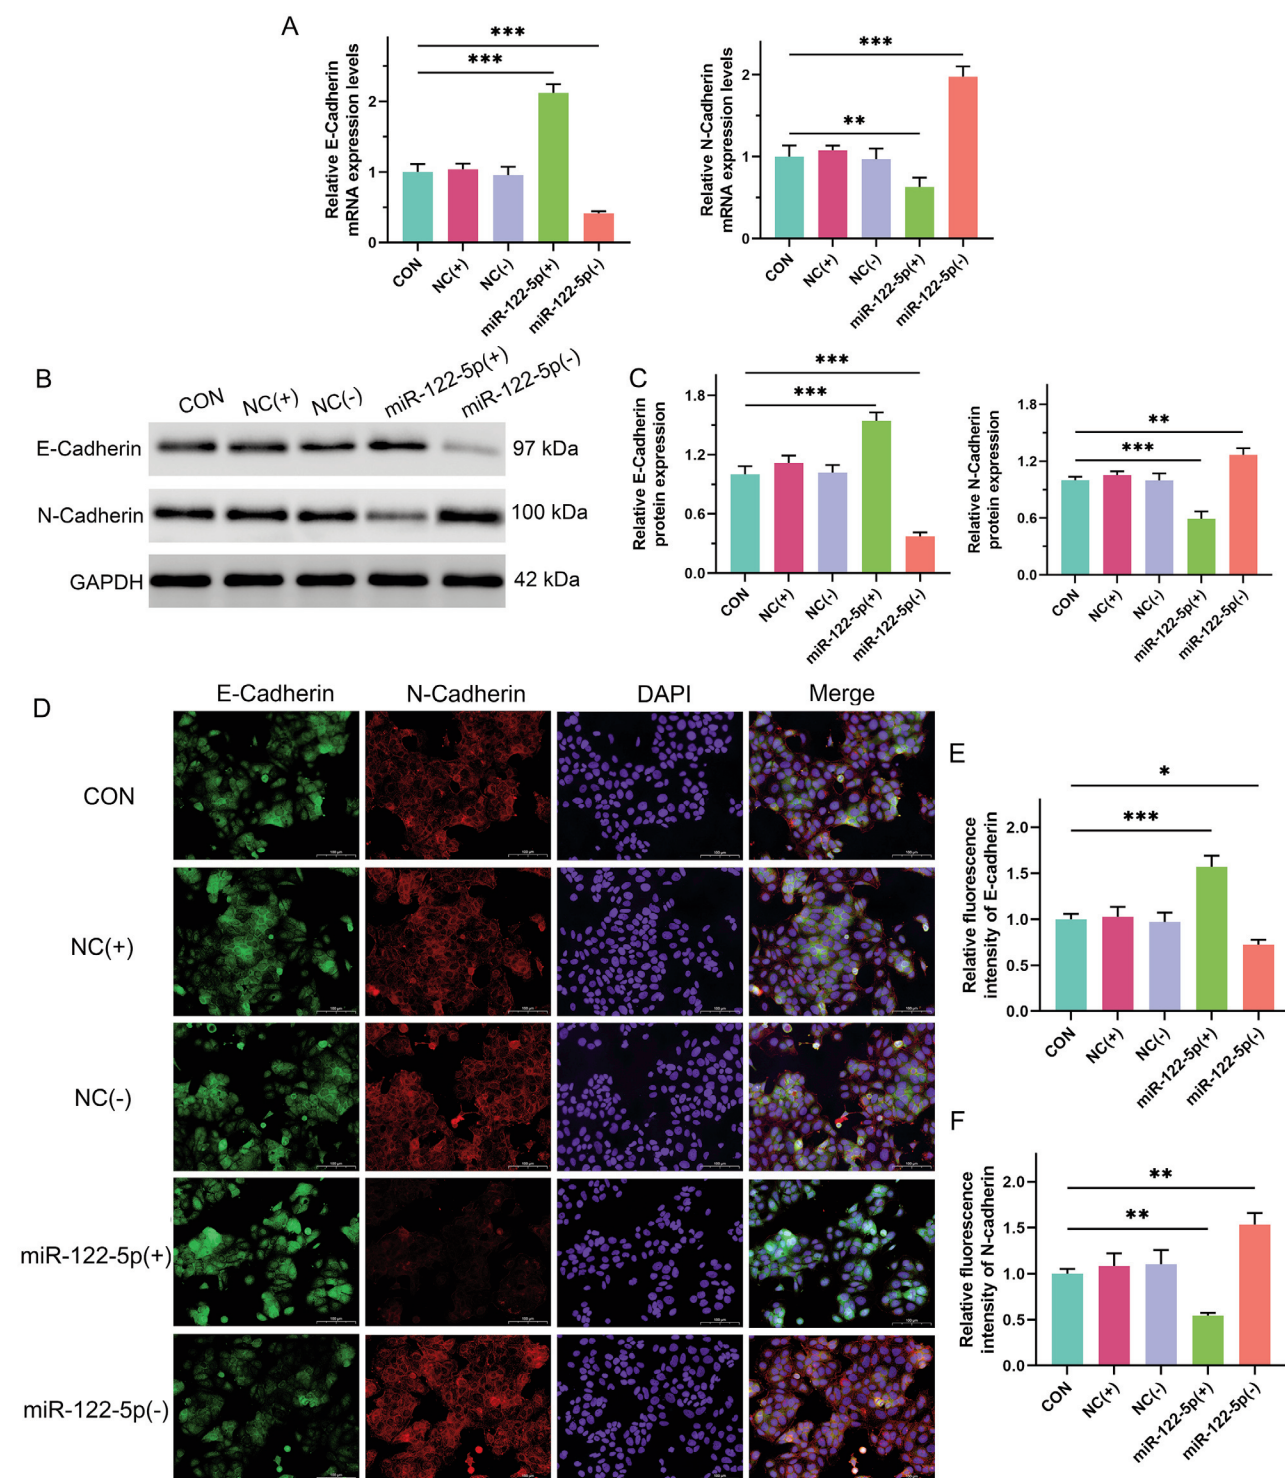 A
Relative E-Cadherin
mRNA expression levels
***
***
2
1
0
CON
NC(+)
NC(-)
miR-122-5p(+)
miR-122-5p(-)
Relative N-Cadherin
mRNA expression levels
***
**
2
1
0
CON
NC(+)
NC(-)
miR-122-5p(+)
miR-122-5p(-)
B
CON
NC(+)
NC(-)
miR-122-5p(+)
miR-122-5p(-)
E-Cadherin
97 kDa
N-Cadherin
100 kDa
GAPDH
42 kDa
C
Relative E-Cadherin
protein expression
***
***
1.8
1.2
0.6
0.0
CON
NC(+)
NC(-)
miR-122-5p(+)
miR-122-5p(-)
Relative N-Cadherin
protein expression
**
***
1.8
1.2
0.6
0.0
CON
NC(+)
NC(-)
miR-122-5p(+)
miR-122-5p(-)
D
E-Cadherin
N-Cadherin
DAPI
Merge
CON
NC(+)
NC(-)
miR-122-5p(+)
miR-122-5p(-)
E
Relative fluorescence
intensity of E-cadherin
*
***
2.0
1.5
1.0
0.5
0.0
CON
NC(+)
NC(-)
miR-122-5p(+)
miR-122-5p(-)
F
Relative fluorescence
intensity of N-cadherin
**
**
2.0
1.5
1.0
0.5
0.0
CON
NC(+)
NC(-)
miR-122-5p(+)
miR-122-5p(-)